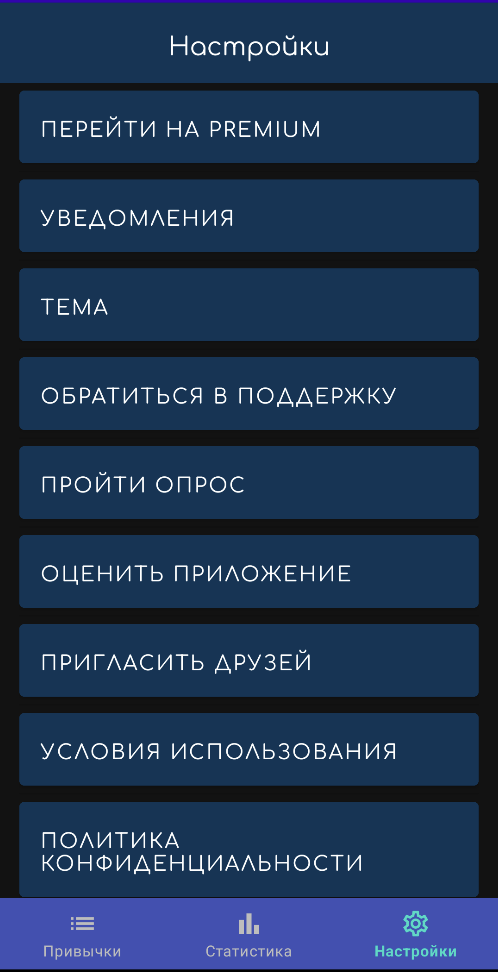 Настройки
ПЕРЕЙТИ НА PREMIUM
УВЕДОМЛЕНИЯ
ТЕМА
ОБРАТИТЬСЯ В ПОДДЕРЖКУ
ПРОЙТИ ОПРОС
ОЦЕНИТЬ ПРИЛОЖЕНИЕ
ПРИГЛАСИТЬ ДРУЗЕЙ
УСЛОВИЯ ИСПОЛЬЗОВАНИЯ
ПОЛИТИКА
КОНФИДЕНЦИАЛЬНОСТИ
Привычки Статистика Настройки